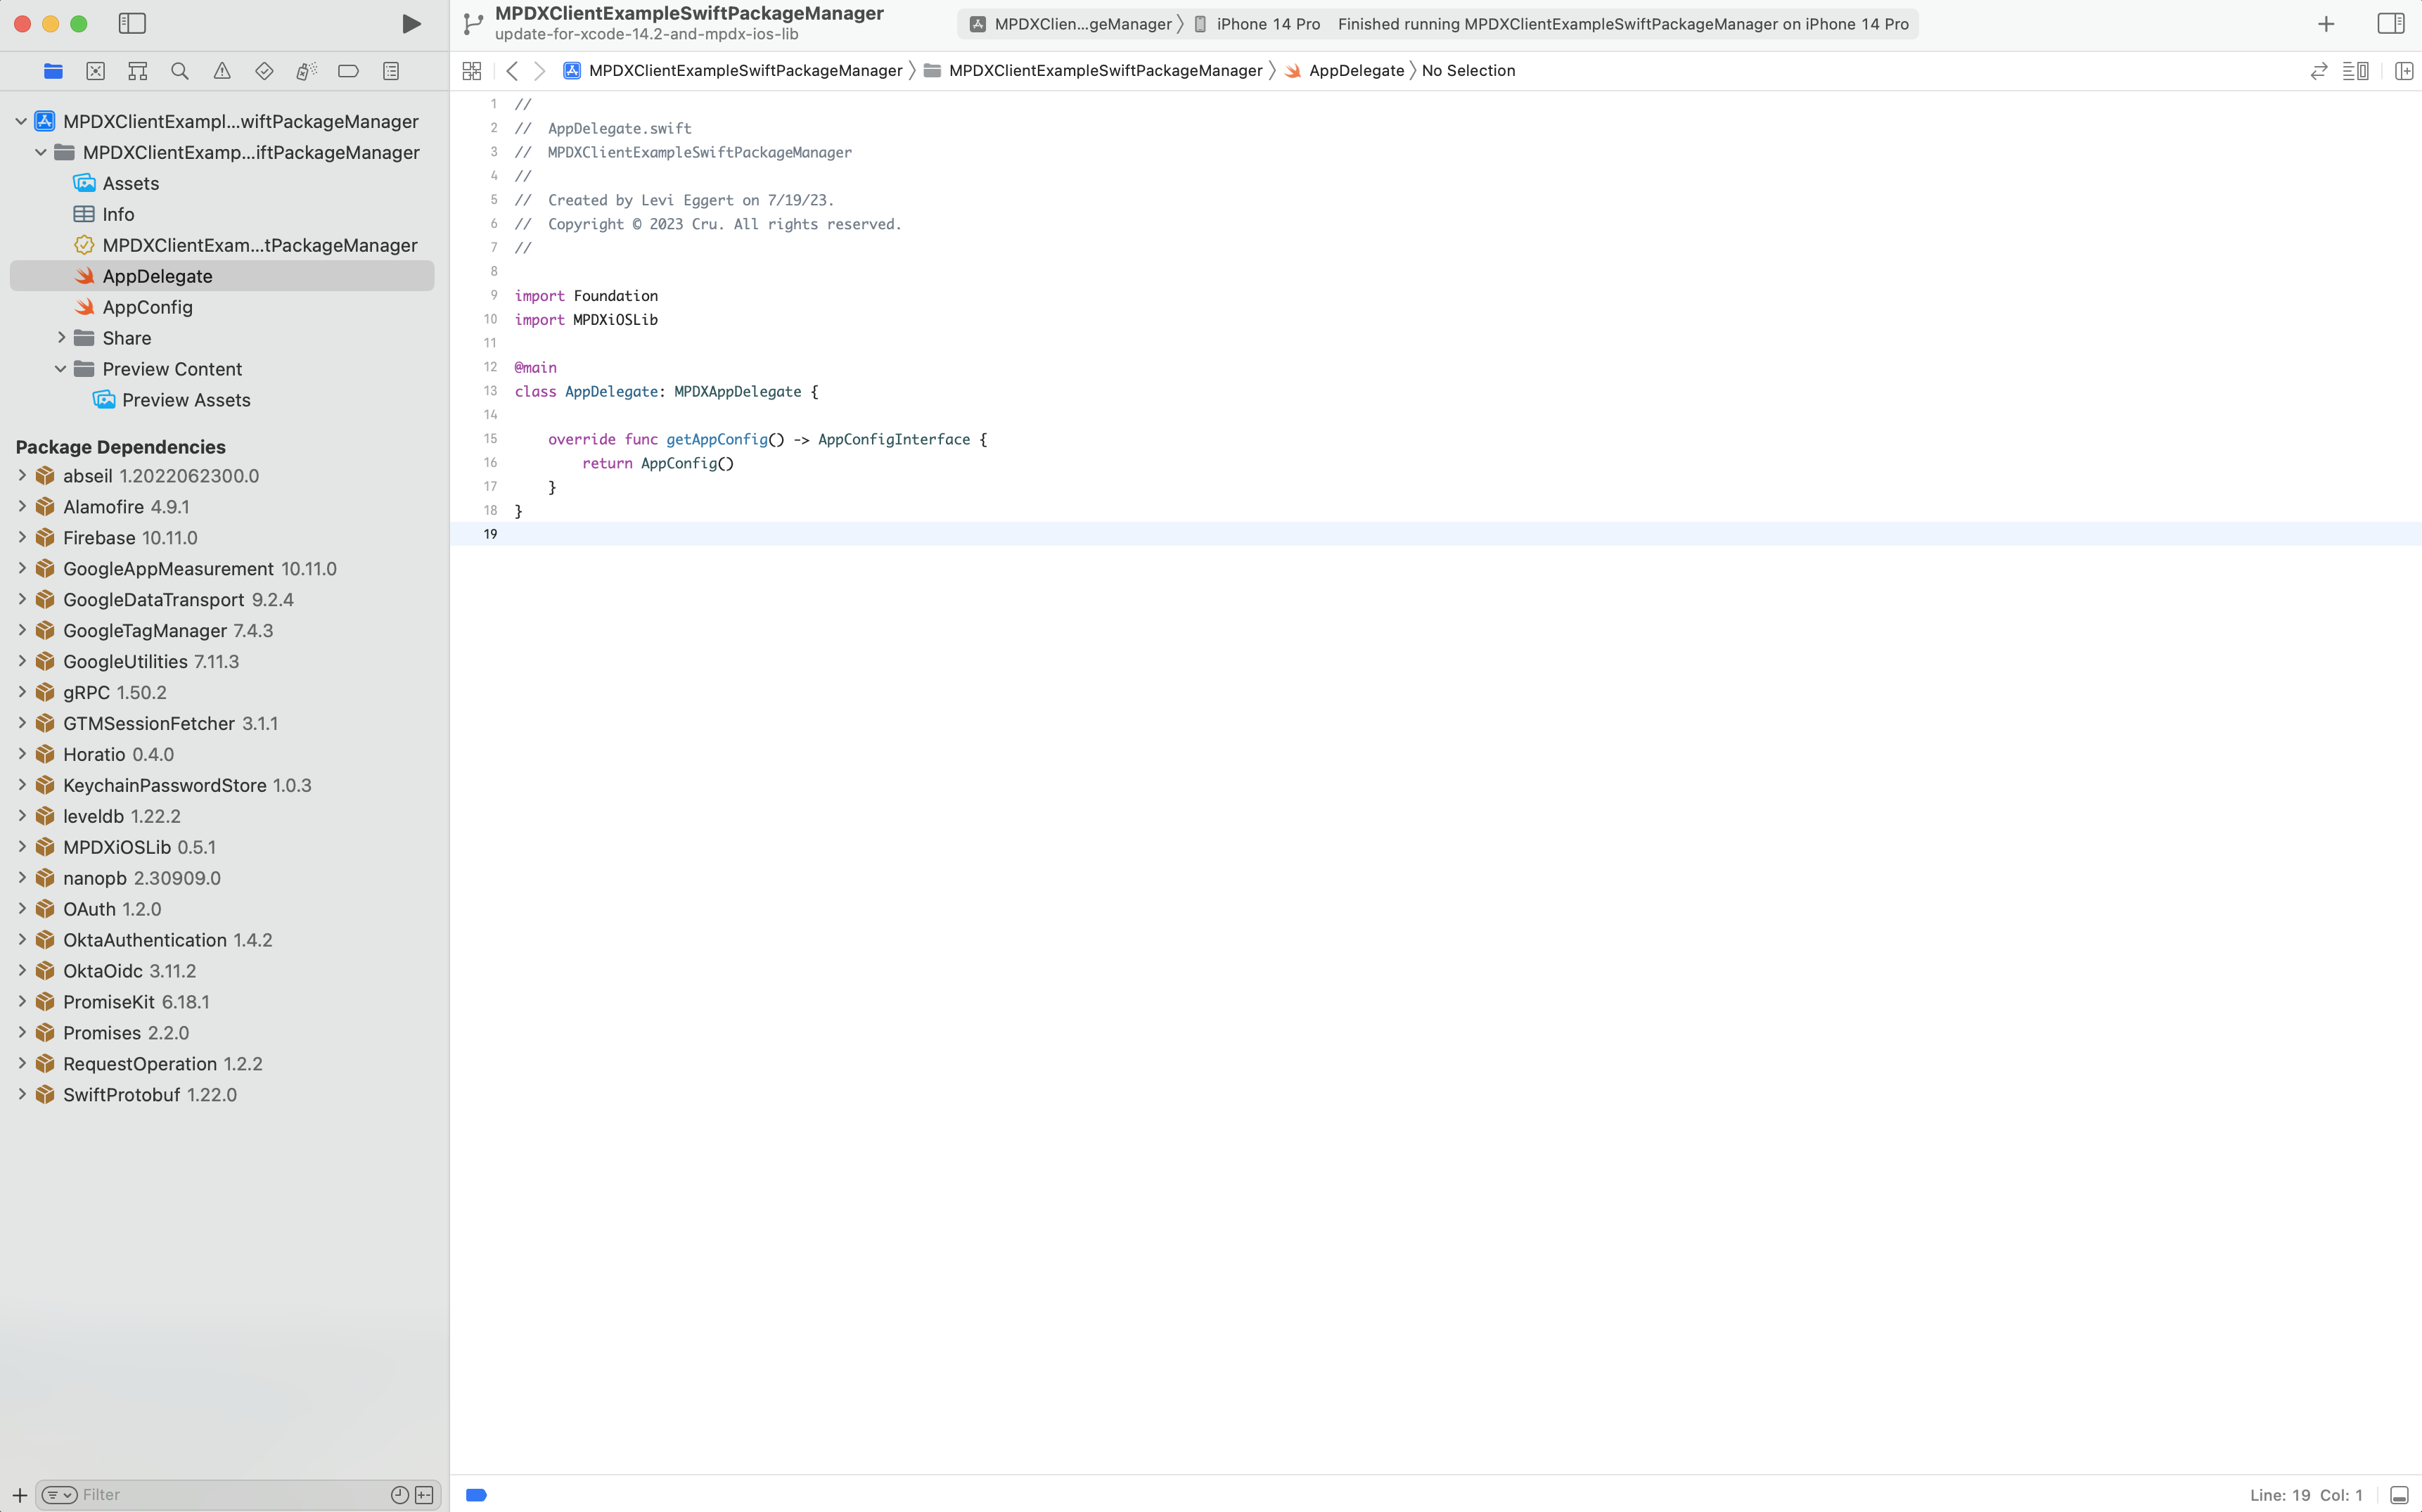 MPDXClientExampleSwiftPackageManager
update-for-xcode-14.2-and-mpdx-ios-lib
MPDXClien...geManager
iPhone 14 Pro
Finished running MPDXClientExampleSwiftPackageManager on iPhone 14 Pro
MPDXClientExampleSwiftPackageManager
MPDXClientExampleSwiftPackageManager
AppDelegate
No Selection
MPDXClientExampl...wiftPackageManager
MPDXClientExamp...iftPackageManager
Assets
Info
MPDXClientExam...tPackageManager
AppDelegate
AppConfig
Share
Preview Content
Preview Assets
Package Dependencies
abseil 1.2022062300.0
Alamofire 4.9.1
Firebase 10.11.0
GoogleAppMeasurement 10.11.0
GoogleDataTransport 9.2.4
GoogleTagManager 7.4.3
GoogleUtilities 7.11.3
gRPC 1.50.2
GTMSessionFetcher 3.1.1
Horatio 0.4.0
KeychainPasswordStore 1.0.3
leveldb 1.22.2
MPDXiOSLib 0.5.1
nanopb 2.30909.0
OAuth 1.2.0
OktaAuthentication 1.4.2
OktaOidc 3.11.2
PromiseKit 6.18.1
Promises 2.2.0
RequestOperation 1.2.2
SwiftProtobuf 1.22.0
Filter
1 //
2 //  AppDelegate.swift
3 //  MPDXClientExampleSwiftPackageManager
4 //
5 //  Created by Levi Eggert on 7/19/23.
6 //  Copyright © 2023 Cru. All rights reserved.
7 //
8
9 import Foundation
10 import MPDXiOSLib
11
12 @main
13 class AppDelegate: MPDXAppDelegate {
14
15     override func getAppConfig() -> AppConfigInterface {
16         return AppConfig()
17     }
18 }
19
Line: 19 Col: 1